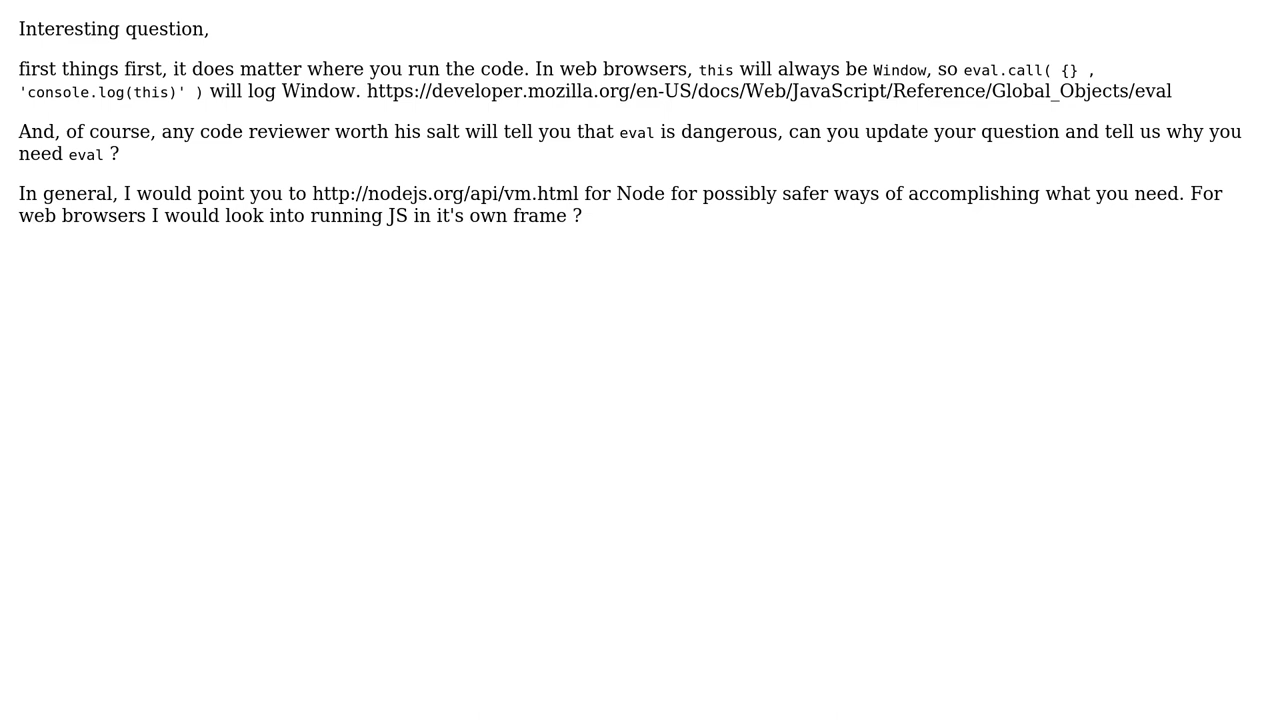 Interesting question,
first things first, it does matter where you run the code. In web browsers, this will always be Window, so eval.call( {} ,
'console.log(this)' ) will log Window. https://developer.mozilla.org/en-US/docs/Web/JavaScript/Reference/Global_Objects/eval
And, of course, any code reviewer worth his salt will tell you that eval is dangerous, can you update your question and tell us why you
need eval ?
In general, I would point you to http://nodejs.org/api/vm.html for Node for possibly safer ways of accomplishing what you need. For
web browsers I would look into running JS in it's own frame ?